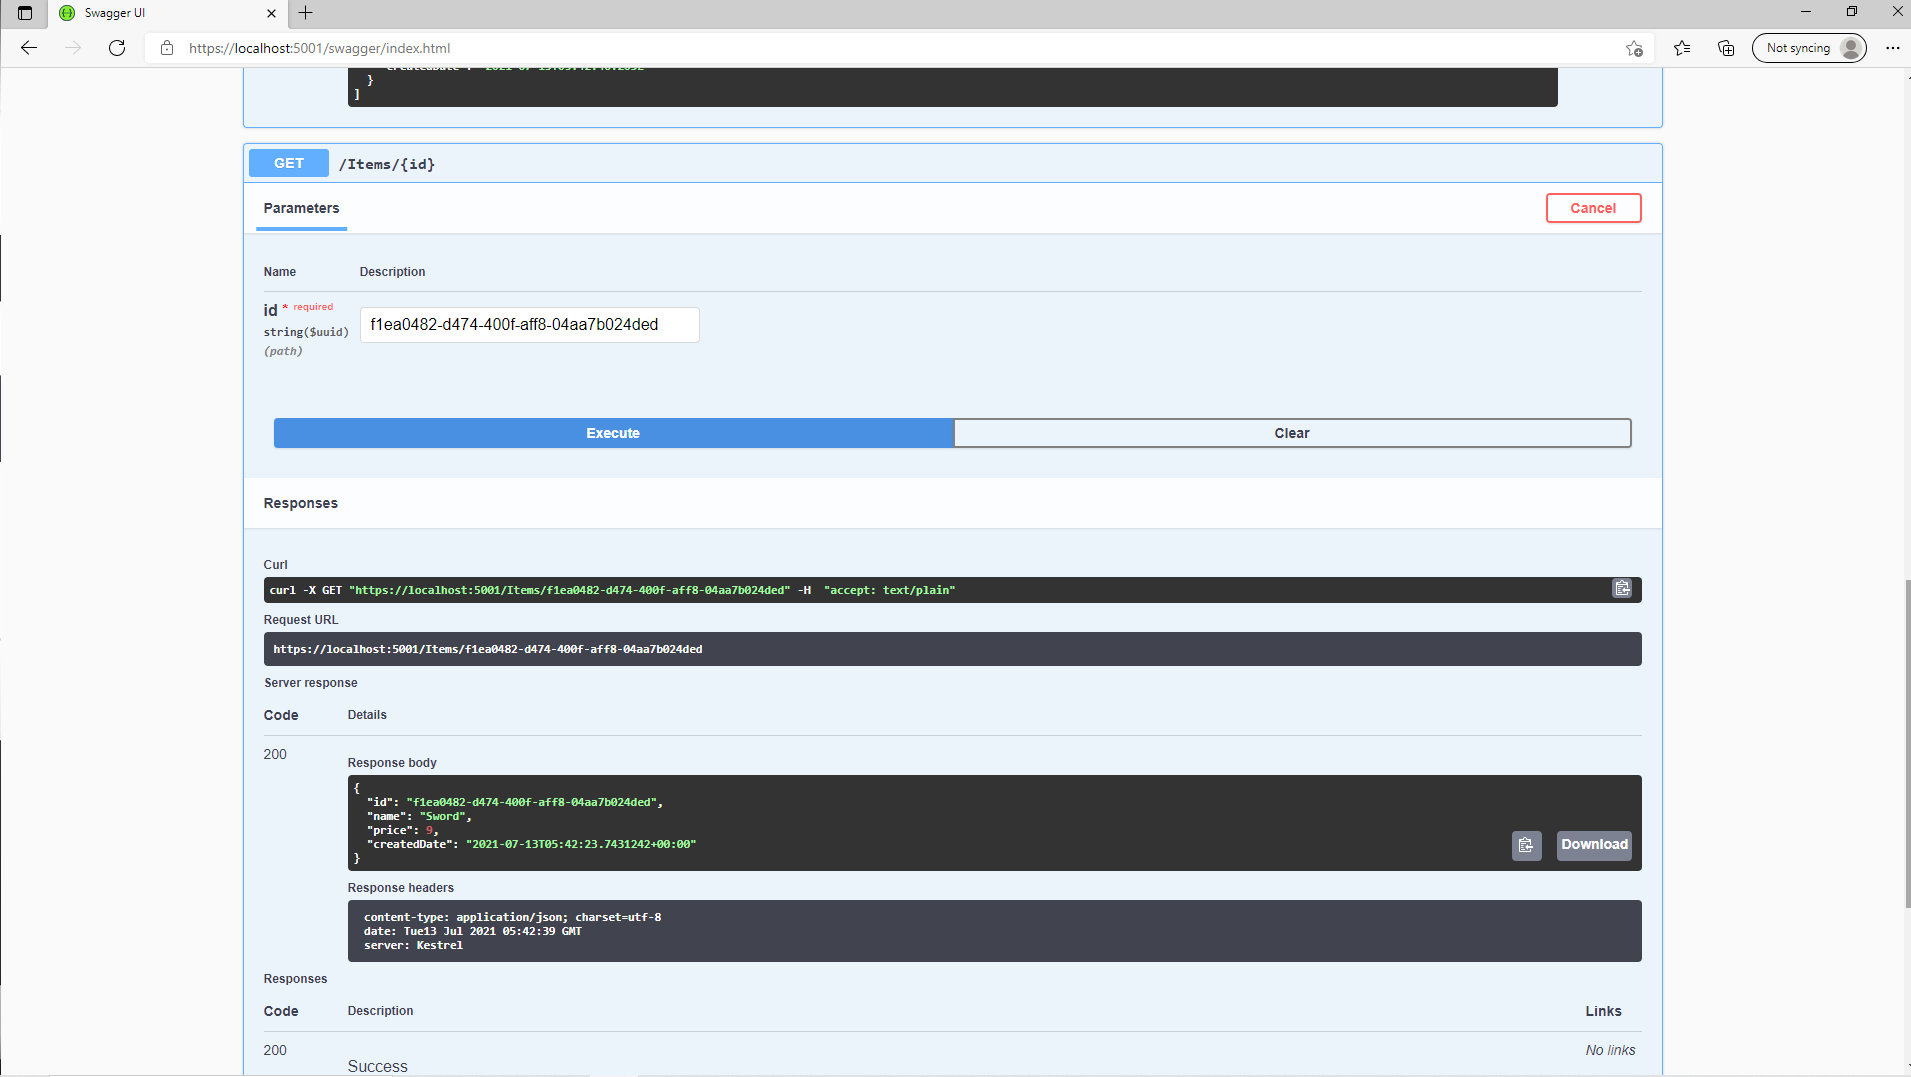 Swagger UI
https://localhost:5001/swagger/index.html
Not syncing
}
]
GET /Items/{id}
Parameters
Cancel
Name Description
id * required
string($uuid)
(path)
f1ea0482-d474-400f-aff8-04aa7b024ded
Execute Clear
Responses
Curl
curl -X GET "https://localhost:5001/Items/f1ea0482-d474-400f-aff8-04aa7b024ded" -H  "accept: text/plain"
Request URL
https://localhost:5001/Items/f1ea0482-d474-400f-aff8-04aa7b024ded
Server response
Code Details
200
Response body
{
  "id": "f1ea0482-d474-400f-aff8-04aa7b024ded",
  "name": "Sword",
  "price": 9,
  "createdDate": "2021-07-13T05:42:23.7431242+00:00"
}
Download
Response headers
content-type: application/json; charset=utf-8
date: Tue13 Jul 2021 05:42:39 GMT
server: Kestrel
Responses
Code Description Links
200 Success No links